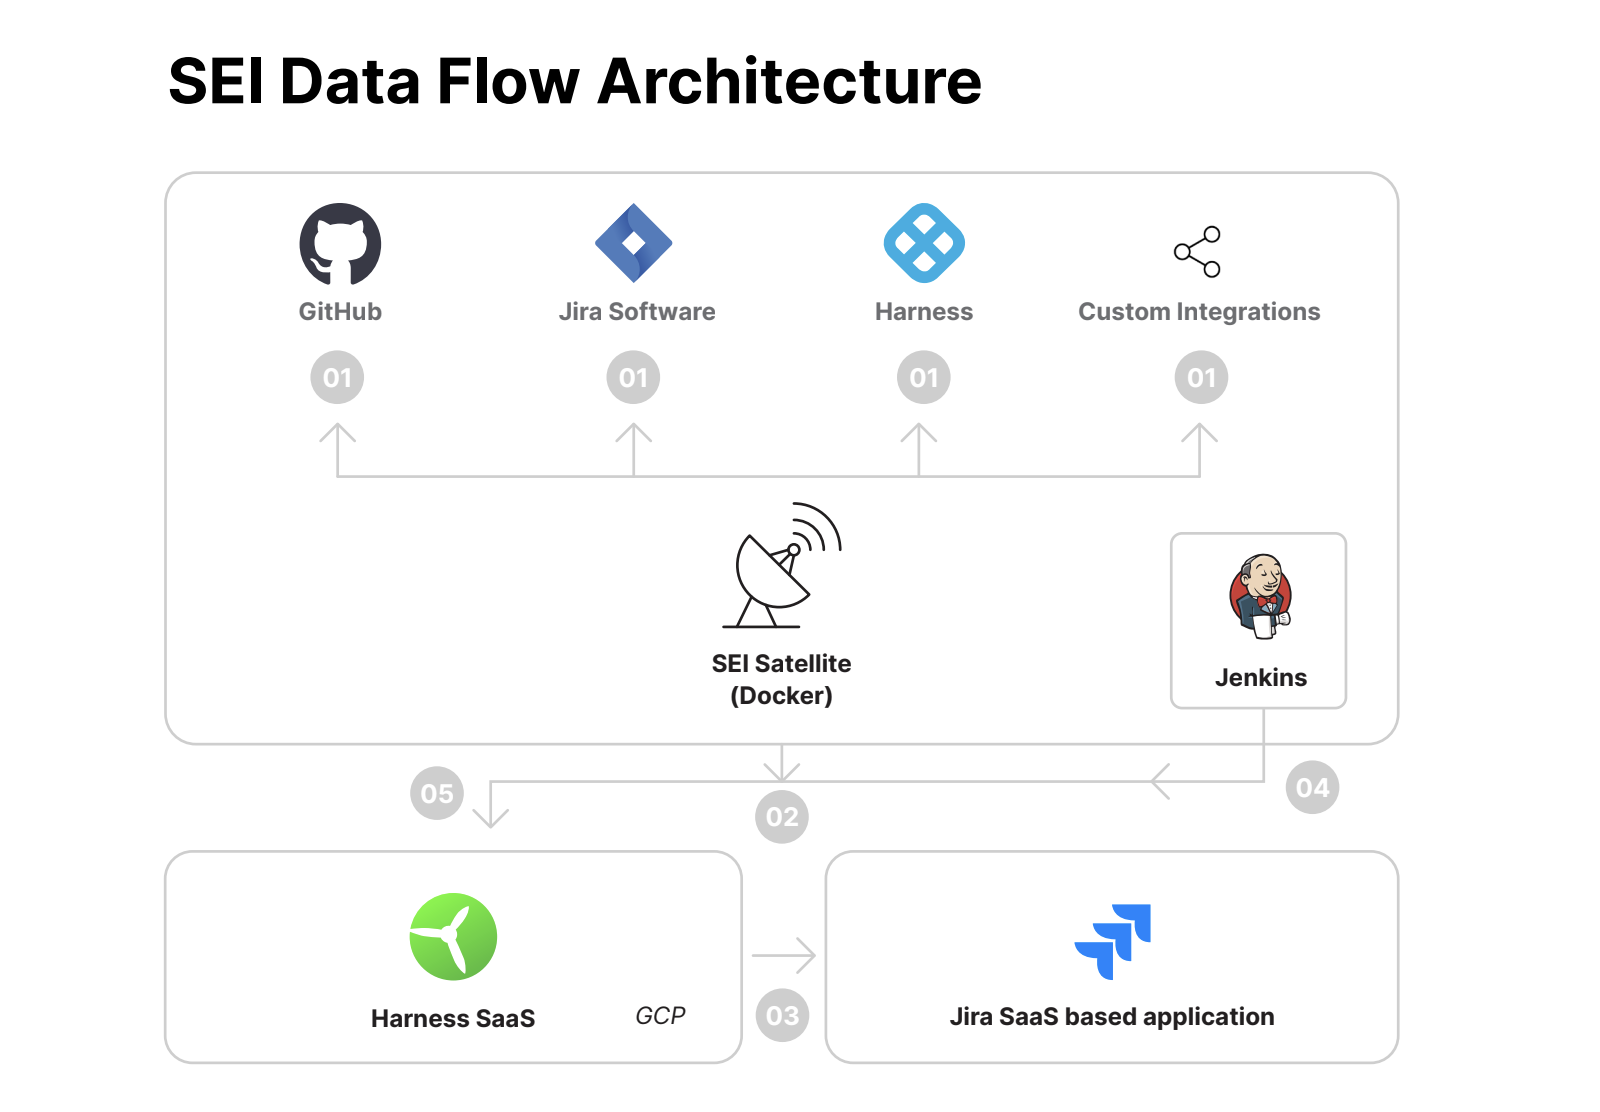 SEI Data Flow Architecture
GitHub
Jira Software
Harness
Custom Integrations
01
01
01
01
SEI Satellite
(Docker)
Jenkins
05
02
04
Harness SaaS
GCP
03
Jira SaaS based application